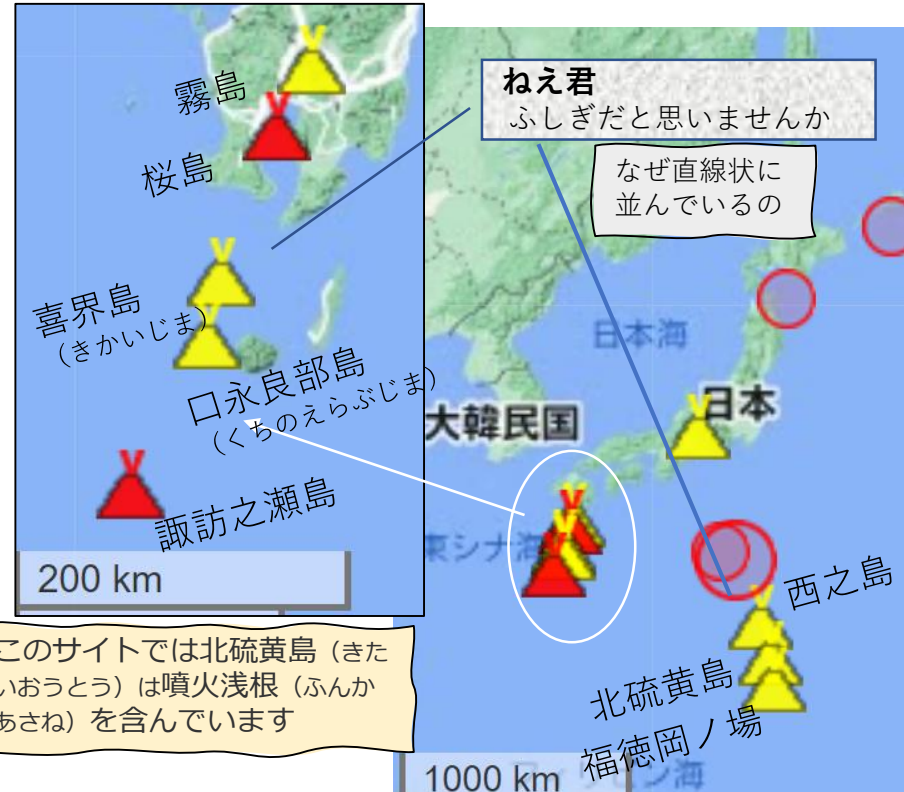 霧島
桜島
喜界島
(きかいじま)
口永良部島
(くちのえらぶじま)
諏訪之瀬島
200 km
このサイトでは北硫黄島(きた
いおうとう)は噴火浅根(ふんか
あさね)を含んでいます
ねえ君
ふしぎだと思いませんか
なぜ直線状に
並んでいるの
日本海
日本
大韓民国
東シナ海
西之島
北硫黄島
福徳岡ノ場
1000 km